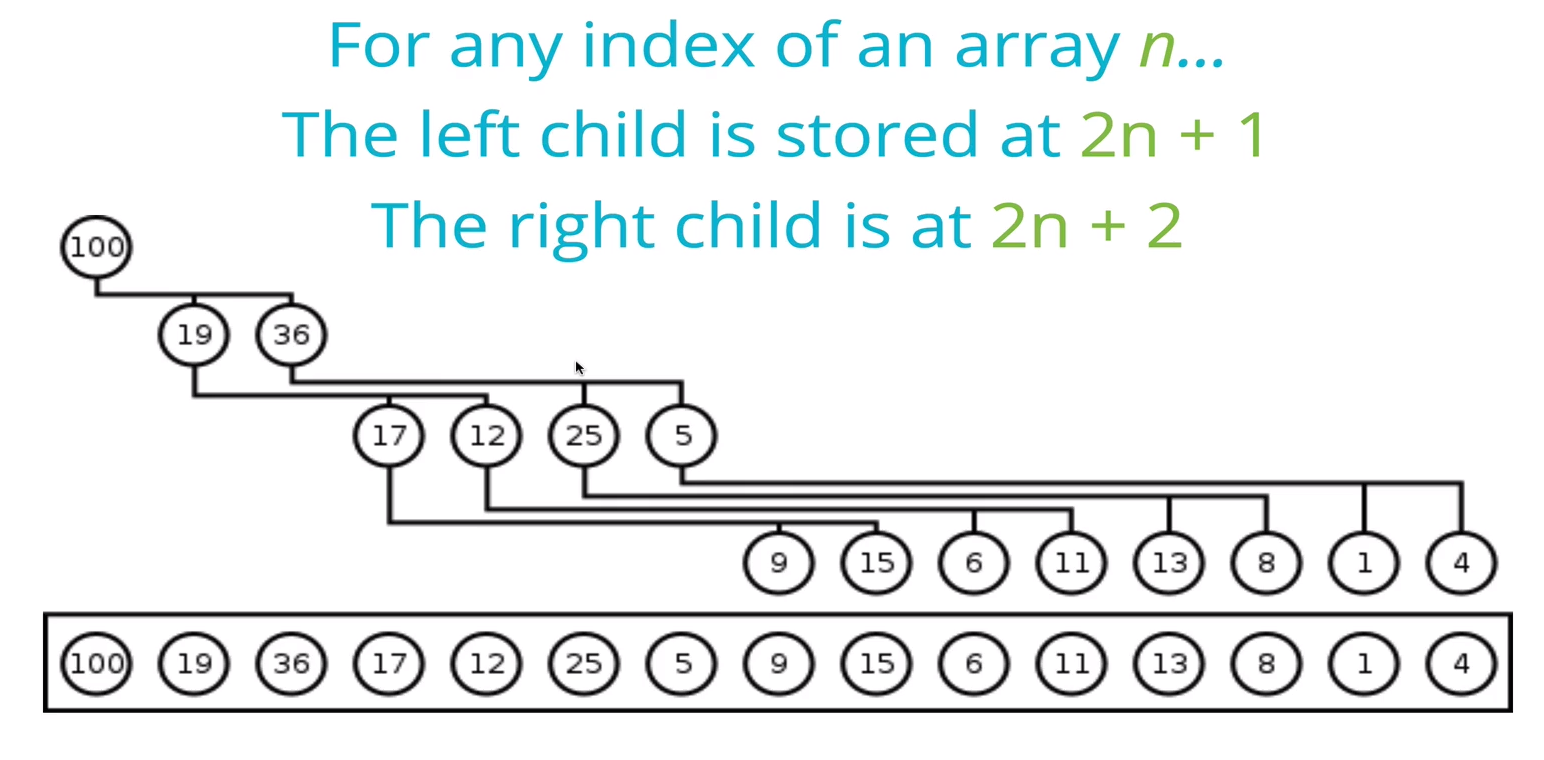 For any index of an array n...
The left child is stored at 2n + 1
The right child is at 2n + 2
100
19 36
17 12 25 5
9 15 6 11 13 8 1 4
100 19 36 17 12 25 5 9 15 6 11 13 8 1 4